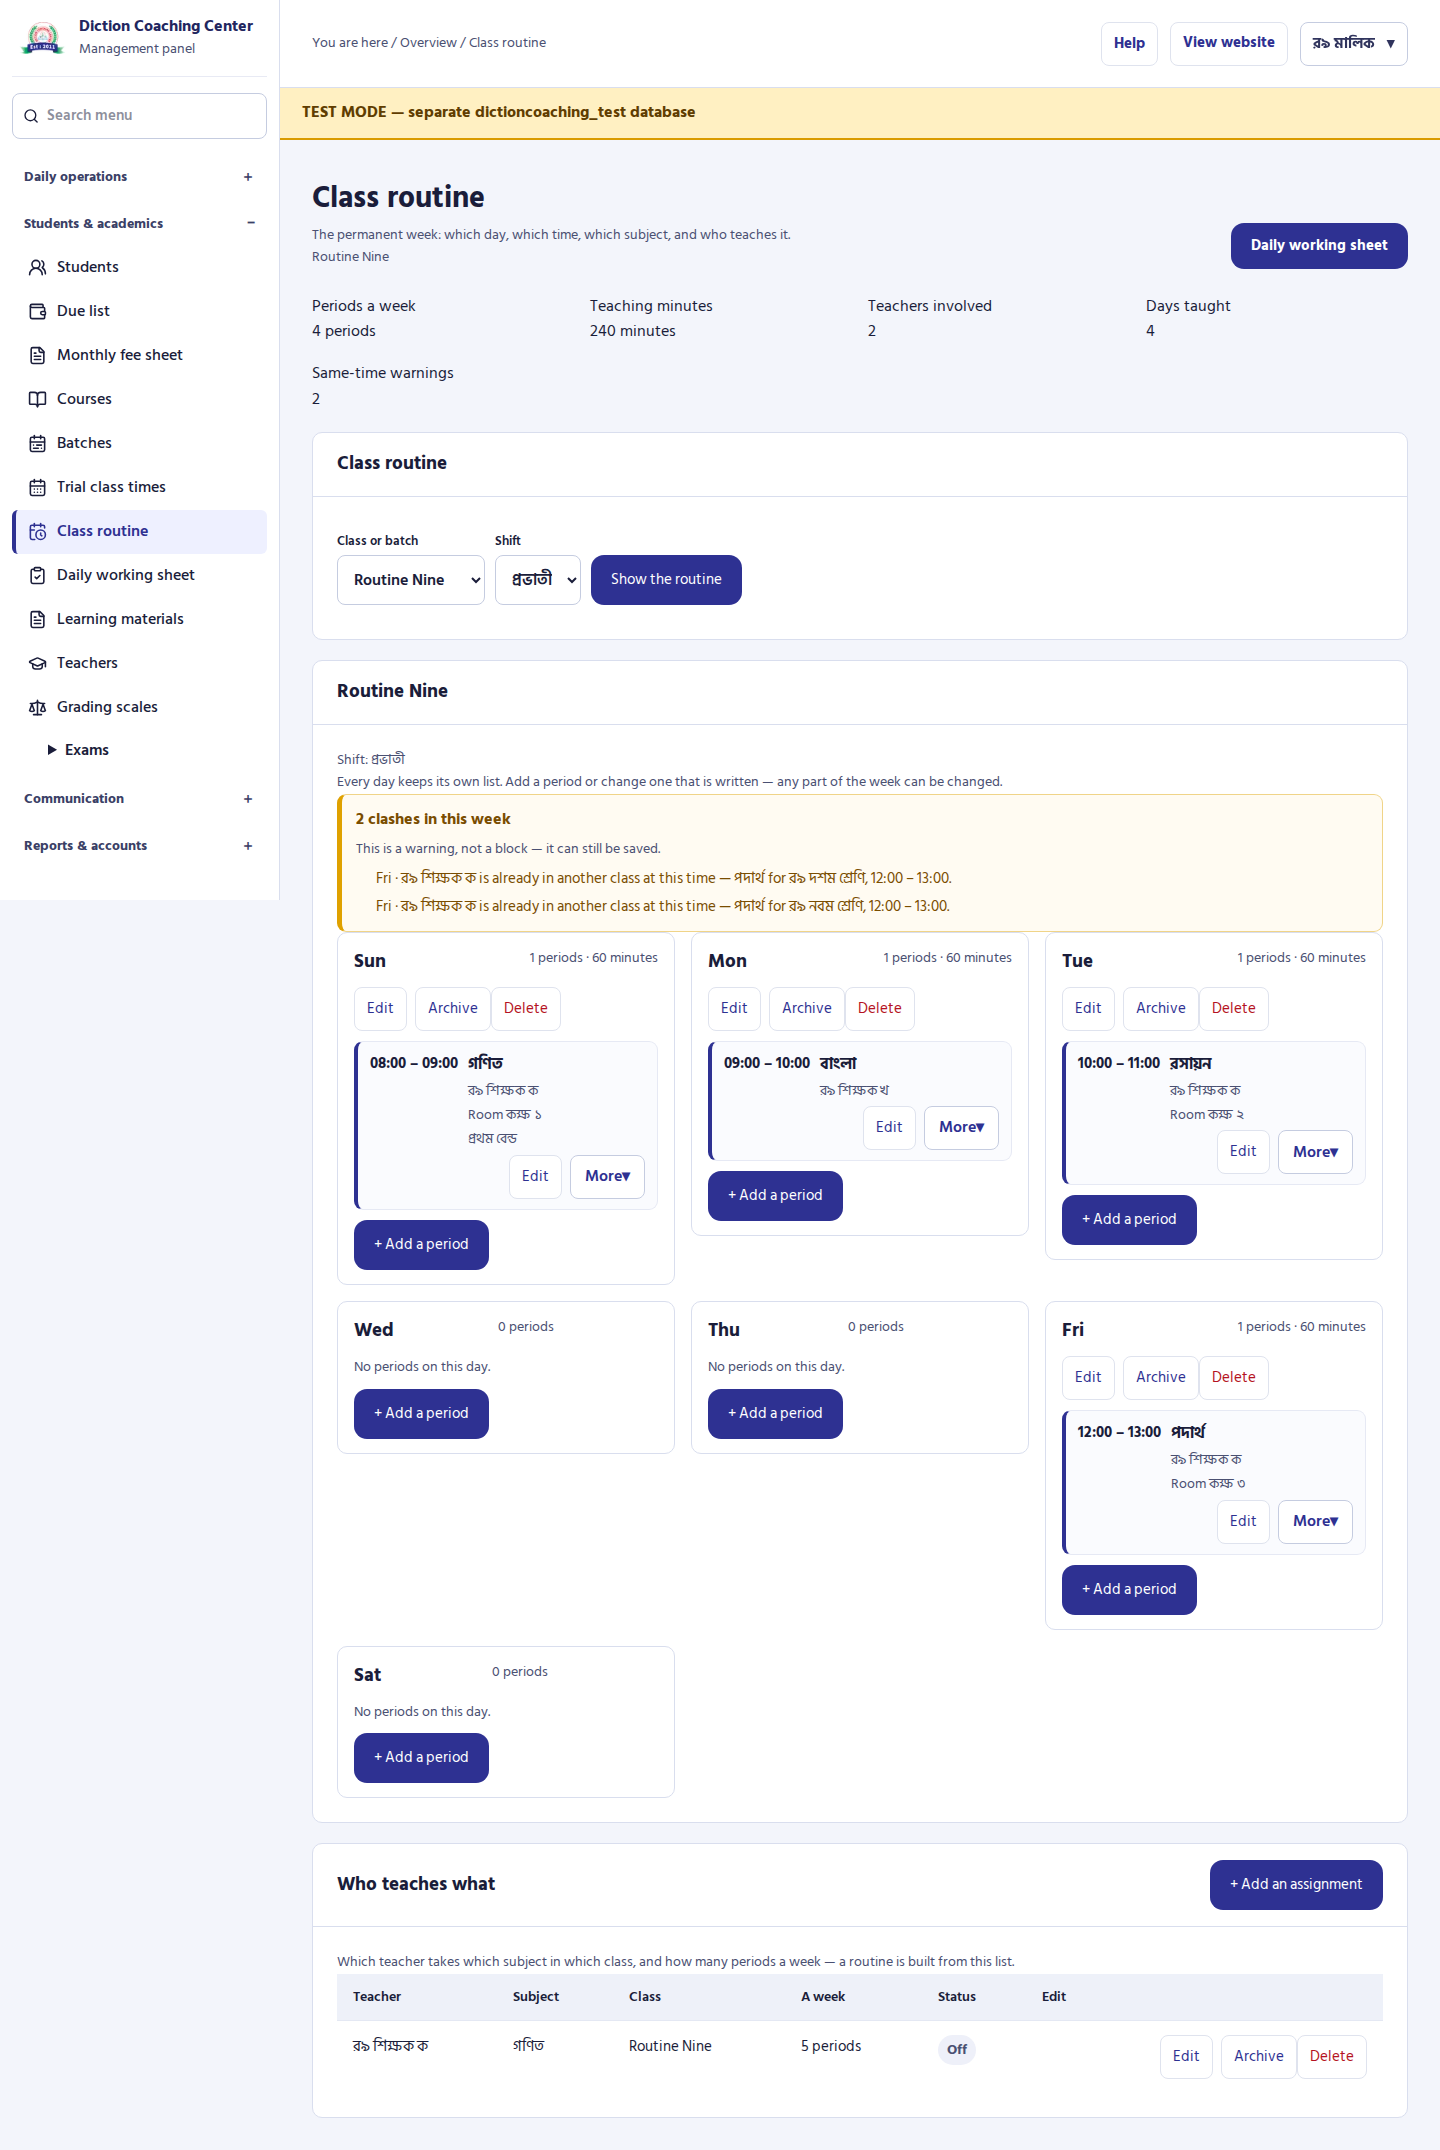 Diction Coaching Center
Management panel
Search menu
Daily operations +
Students & academics −
Students
Due list
Monthly fee sheet
Courses
Batches
Trial class times
Class routine
Daily working sheet
Learning materials
Teachers
Grading scales
▶ Exams
Communication +
Reports & accounts +
You are here / Overview / Class routine
Help
View website
র৯ মালিক ▼
TEST MODE — separate dictioncoaching_test database
Class routine
The permanent week: which day, which time, which subject, and who teaches it.
Routine Nine
Daily working sheet
Periods a week
4 periods
Teaching minutes
240 minutes
Teachers involved
2
Days taught
4
Same-time warnings
2
Class routine
Class or batch
Routine Nine
Shift
প্রভাতী
Show the routine
Routine Nine
Shift: প্রভাতী
Every day keeps its own list. Add a period or change one that is written — any part of the week can be changed.
2 clashes in this week
This is a warning, not a block — it can still be saved.
Fri · র৯ শিক্ষক ক is already in another class at this time — পদার্থ for র৯ দশম শ্রেণি, 12:00 – 13:00.
Fri · র৯ শিক্ষক ক is already in another class at this time — পদার্থ for র৯ নবম শ্রেণি, 12:00 – 13:00.
Sun 1 periods · 60 minutes
Edit Archive Delete
08:00 – 09:00 গণিত
র৯ শিক্ষক ক
Room কক্ষ ১
প্রথম বেন্ড
Edit More▾
+ Add a period
Mon 1 periods · 60 minutes
Edit Archive Delete
09:00 – 10:00 বাংলা
র৯ শিক্ষক খ
Edit More▾
+ Add a period
Tue 1 periods · 60 minutes
Edit Archive Delete
10:00 – 11:00 রসায়ন
র৯ শিক্ষক ক
Room কক্ষ ২
Edit More▾
+ Add a period
Wed 0 periods
No periods on this day.
+ Add a period
Thu 0 periods
No periods on this day.
+ Add a period
Fri 1 periods · 60 minutes
Edit Archive Delete
12:00 – 13:00 পদার্থ
র৯ শিক্ষক ক
Room কক্ষ ৩
Edit More▾
+ Add a period
Sat 0 periods
No periods on this day.
+ Add a period
Who teaches what
+ Add an assignment
Which teacher takes which subject in which class, and how many periods a week — a routine is built from this list.
Teacher Subject Class A week Status Edit
র৯ শিক্ষক ক গণিত Routine Nine 5 periods Off Edit Archive Delete